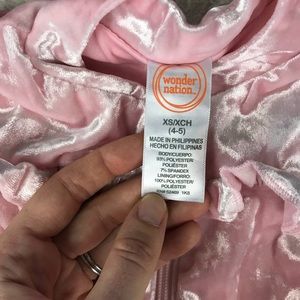 wonder
nation.
XS/XCH
(4-5)
MADE IN PHILIPPINES
HECHO EN FILIPINAS
BODY/CUERPO:
93% POLYESTER/
POLIÉSTER
7% SPANDEX
LINING/FORRO:
100% POLYESTER/
POLIÉSTER